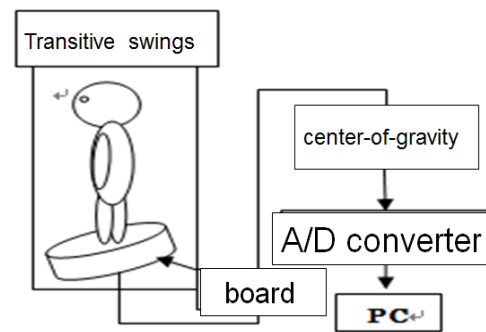 Transitive swings
center-of-gravity
A/D converter
board
PC